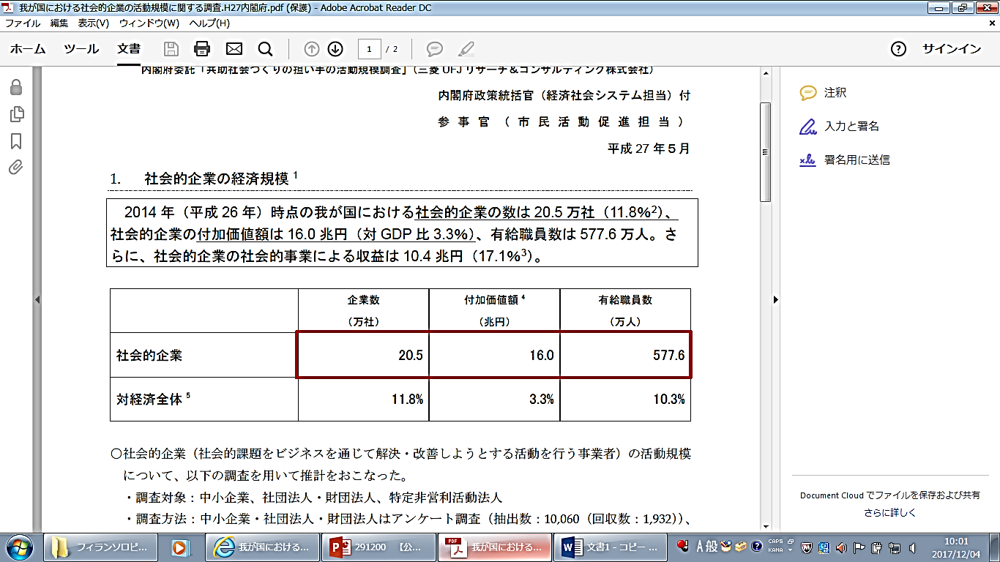 我が国における社会的企業の活動規模に関する調査.H27内閣府.pdf (保護) - Adobe Acrobat Reader DC
ファイル 編集 表示(V) ウィンドウ(W) ヘルプ(H)
ホーム ツール 文書 1 / 2 サインイン
内閣府委託「共助社会づくりの担い手の活動規模調査」（三菱 UFJ リサーチ＆コンサルティング株式会社）
内閣府政策統括官（経済社会システム担当）付
参事官（市民活動促進担当）
平成 27 年５月
1. 社会的企業の経済規模 1
2014 年（平成 26 年）時点の我が国における社会的企業の数は 20.5 万社（11.8%2）、
社会的企業の付加価値額は 16.0 兆円（対 GDP 比 3.3%）、有給職員数は 577.6 万人。さ
らに、社会的企業の社会的事業による収益は 10.4 兆円（17.1%3）。
企業数 付加価値額 4 有給職員数
（万社） （兆円） （万人）
社会的企業 20.5 16.0 577.6
対経済全体 5 11.8% 3.3% 10.3%
○社会的企業（社会的課題をビジネスを通じて解決・改善しようとする活動を行う事業者）の活動規模
について、以下の調査を用いて推計をおこなった。
・調査対象：中小企業、社団法人・財団法人、特定非営利活動法人
・調査方法：中小企業・社団法人・財団法人はアンケート調査（抽出数：10,060（回収数：1,932））、
注釈
入力と署名
署名用に送信
Document Cloud でファイルを保存および共有
さらに詳しく
フィランソロピ... 我が国における... 291200 【公... 我が国における... 文書1 - コピー ... A 般 CAPS KANA 10:01
2017/12/04